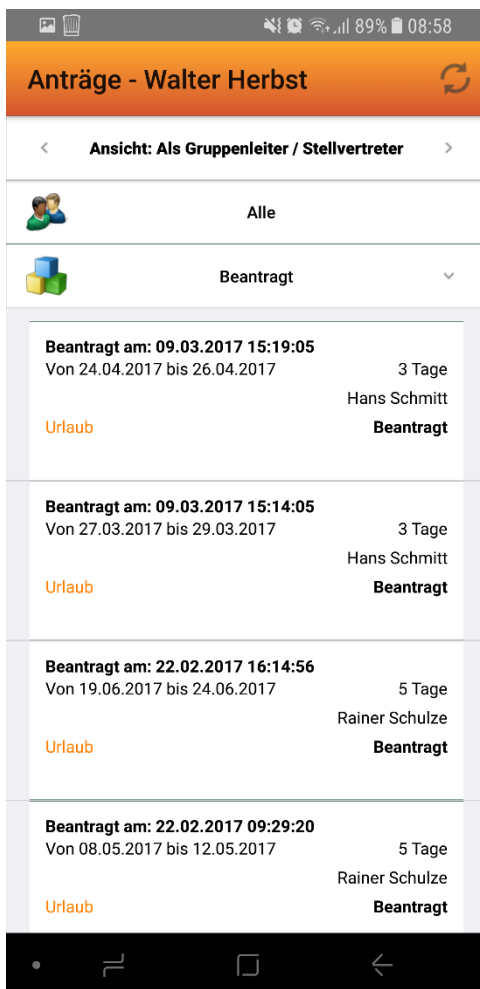 89% 08:58
Anträge - Walter Herbst
Ansicht: Als Gruppenleiter / Stellvertreter
Alle
Beantragt
Beantragt am: 09.03.2017 15:19:05
Von 24.04.2017 bis 26.04.2017 3 Tage
Hans Schmitt
Urlaub Beantragt
Beantragt am: 09.03.2017 15:14:05
Von 27.03.2017 bis 29.03.2017 3 Tage
Hans Schmitt
Urlaub Beantragt
Beantragt am: 22.02.2017 16:14:56
Von 19.06.2017 bis 24.06.2017 5 Tage
Rainer Schulze
Urlaub Beantragt
Beantragt am: 22.02.2017 09:29:20
Von 08.05.2017 bis 12.05.2017 5 Tage
Rainer Schulze
Urlaub Beantragt